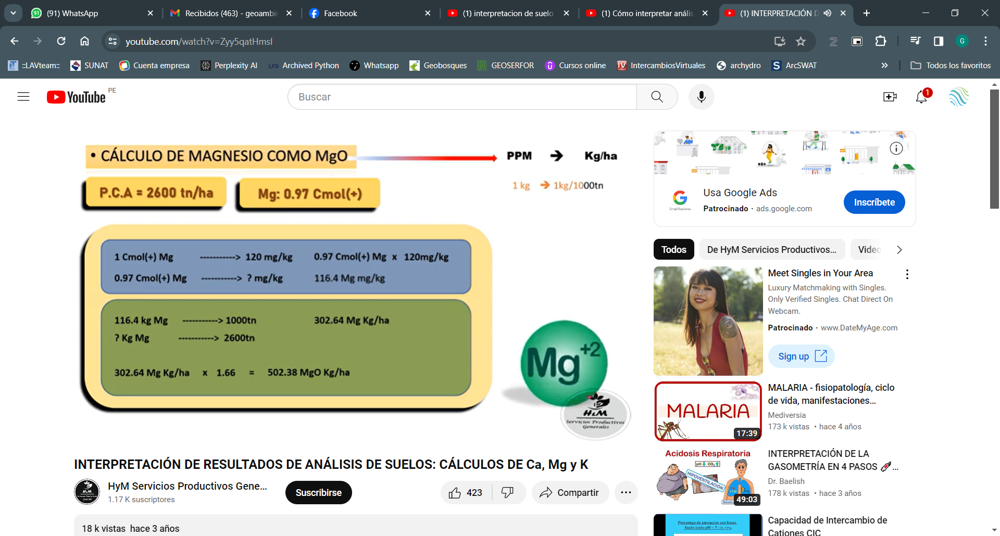 (91) WhatsApp
Recibidos (463) - geoambie
Facebook
(1) interpretacion de suelo
(1) Cómo interpretar anális
(1) INTERPRETACIÓN D
youtube.com/watch?v=Zyy5qatHmsI
G
::LAVteam::
SUNAT
Cuenta empresa
Perplexity AI
LFD Archived Python
Whatsapp
Geobosques
GEOSERFOR
Cursos online
IntercambiosVirtuales
archydro
ArcSWAT
Todos los favoritos
YouTube PE
Buscar
1
• CÁLCULO DE MAGNESIO COMO MgO
PPM → Kg/ha
1 kg → 1kg/1000tn
P.C.A = 2600 tn/ha
Mg: 0.97 Cmol(+)
1 Cmol(+) Mg -----------> 120 mg/kg 0.97 Cmol(+) Mg x 120mg/kg
0.97 Cmol(+) Mg -----------> ? mg/kg 116.4 Mg mg/kg
116.4 kg Mg -----------> 1000tn 302.64 Mg Kg/ha
? Kg Mg -----------> 2600tn
302.64 Mg Kg/ha x 1.66 = 502.38 MgO Kg/ha
Mg+2
H&M
Servicios Productivos
Generales
INTERPRETACIÓN DE RESULTADOS DE ANÁLISIS DE SUELOS: CÁLCULOS DE Ca, Mg y K
HyM Servicios Productivos Gene...
1.17 K suscriptores
Suscribirse
423
Compartir
18 k vistas hace 3 años
Usa Google Ads
Patrocinado · ads.google.com
Inscríbete
Small Business
Todos
De HyM Servicios Productivos...
Video
Meet Singles in Your Area
Luxury Matchmaking with Singles.
Only Verified Singles. Chat Direct On
Webcam.
Patrocinado · www.DateMyAge.com
Sign up
MALARIA
17:39
MALARIA - fisiopatología, ciclo
de vida, manifestaciones...
Mediversia
173 k vistas • hace 4 años
Acidosis Respiratoria
pH ↓ CO₂ ↑
HIPOVENTILACIÓN
49:03
INTERPRETACIÓN DE LA
GASOMETRÍA EN 4 PASOS ...
Dr. Baelish
178 k vistas • hace 3 años
Porcentaje de saturación con bases.
Capacidad de Intercambio de
Cationes CIC